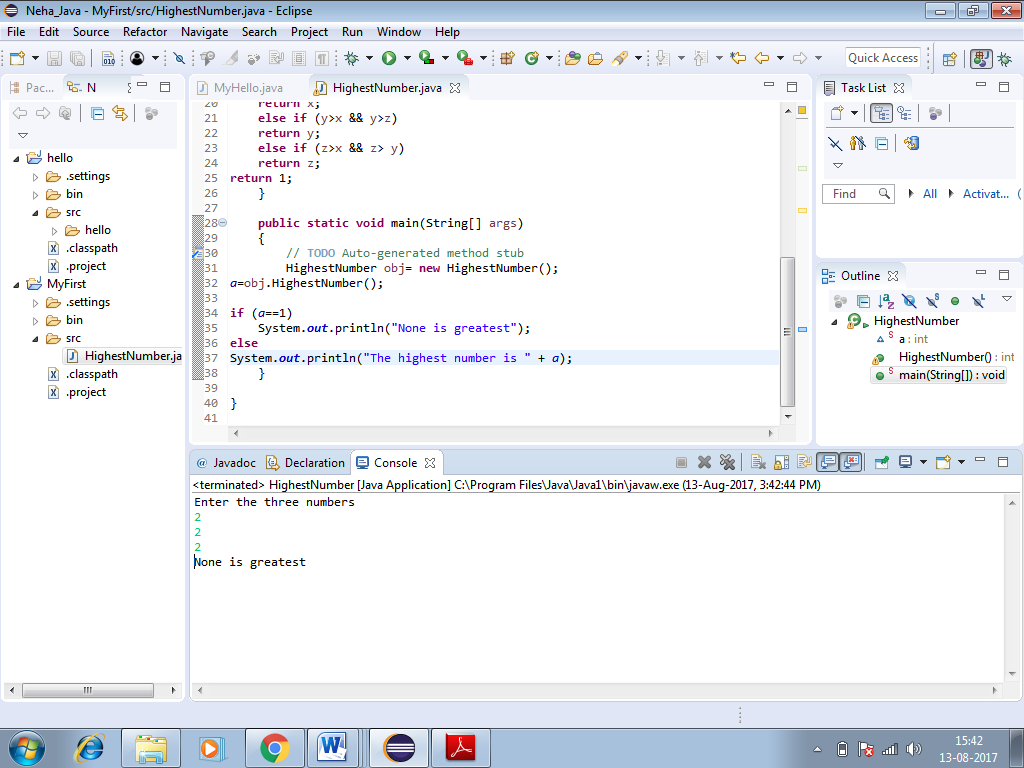 Neha_Java - MyFirst/src/HighestNumber.java - Eclipse
File Edit Source Refactor Navigate Search Project Run Window Help
Quick Access
Pac... N
MyHello.java HighestNumber.java
Task List
Find All Activat...
hello
.settings
bin
src
hello
.classpath
.project
MyFirst
.settings
bin
src
HighestNumber.ja
.classpath
.project
20 return x;
21 else if (y>x && y>z)
22 return y;
23 else if (z>x && z> y)
24 return z;
25 return 1;
26 }
27
28 public static void main(String[] args)
29 {
30 // TODO Auto-generated method stub
31 HighestNumber obj= new HighestNumber();
32 a=obj.HighestNumber();
33
34 if (a==1)
35 System.out.println("None is greatest");
36 else
37 System.out.println("The highest number is " + a);
38 }
39
40 }
41
Outline
HighestNumber
a : int
HighestNumber() : int
main(String[]) : void
@ Javadoc Declaration Console
<terminated> HighestNumber [Java Application] C:\Program Files\Java\Java1\bin\javaw.exe (13-Aug-2017, 3:42:44 PM)
Enter the three numbers
2
2
2
None is greatest
15:42
13-08-2017